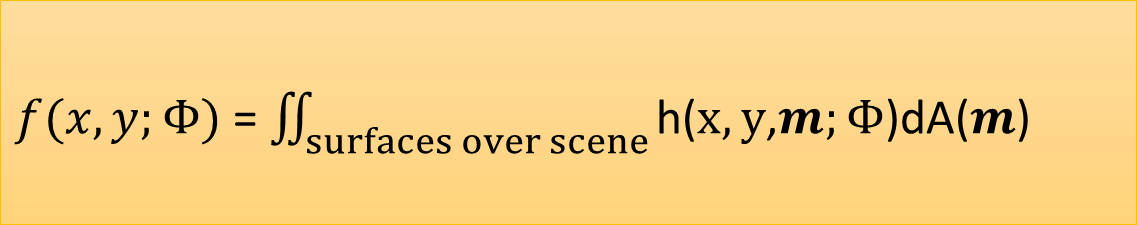 f(x, y; Φ) = ∬surfaces over scene h(x, y,m; Φ)dA(m)